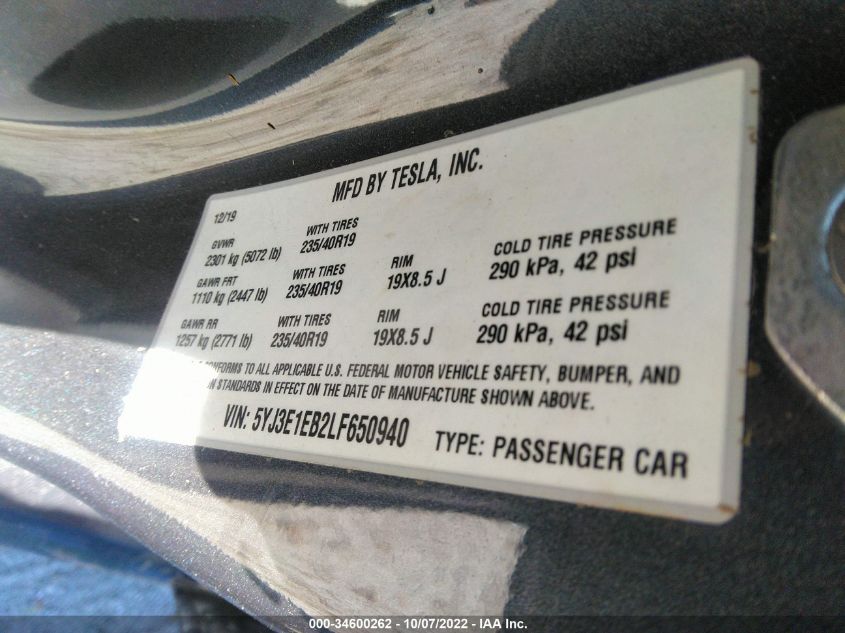 MFD BY TESLA, INC.
12/19
GVWR
2301 kg (5072 lb)
WITH TIRES
235/40R19
GAWR FRT
1110 kg (2447 lb)
WITH TIRES
235/40R19
RIM
19X8.5 J
COLD TIRE PRESSURE
290 kPa, 42 psi
GAWR RR
1257 kg (2771 lb)
WITH TIRES
235/40R19
RIM
19X8.5 J
COLD TIRE PRESSURE
290 kPa, 42 psi
CONFORMS TO ALL APPLICABLE U.S. FEDERAL MOTOR VEHICLE SAFETY, BUMPER, AND
STANDARDS IN EFFECT ON THE DATE OF MANUFACTURE SHOWN ABOVE.
VIN: 5YJ3E1EB2LF650940 TYPE: PASSENGER CAR
000-34600262 - 10/07/2022 - IAA Inc.